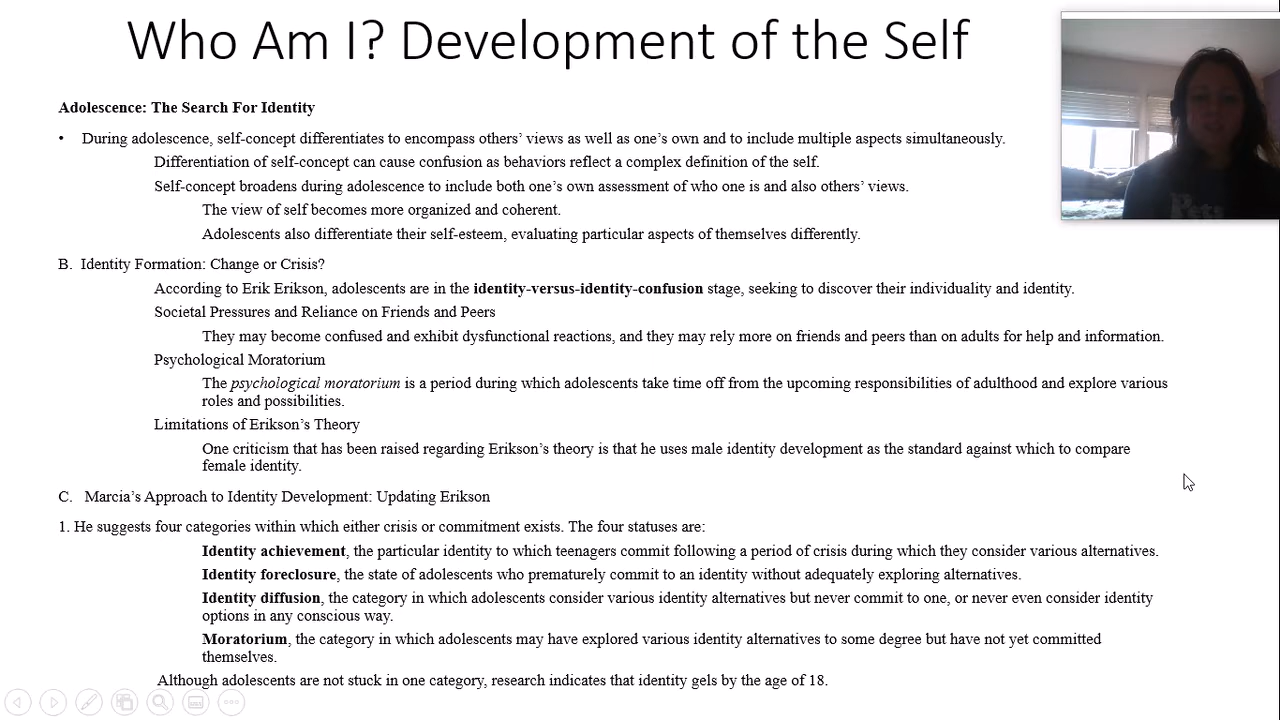 Who Am I? Development of the Self
Adolescence: The Search For Identity
• During adolescence, self-concept differentiates to encompass others’ views as well as one’s own and to include multiple aspects simultaneously.
Differentiation of self-concept can cause confusion as behaviors reflect a complex definition of the self.
Self-concept broadens during adolescence to include both one’s own assessment of who one is and also others’ views.
The view of self becomes more organized and coherent.
Adolescents also differentiate their self-esteem, evaluating particular aspects of themselves differently.
B. Identity Formation: Change or Crisis?
According to Erik Erikson, adolescents are in the identity-versus-identity-confusion stage, seeking to discover their individuality and identity.
Societal Pressures and Reliance on Friends and Peers
They may become confused and exhibit dysfunctional reactions, and they may rely more on friends and peers than on adults for help and information.
Psychological Moratorium
The psychological moratorium is a period during which adolescents take time off from the upcoming responsibilities of adulthood and explore various
roles and possibilities.
Limitations of Erikson’s Theory
One criticism that has been raised regarding Erikson’s theory is that he uses male identity development as the standard against which to compare
female identity.
C. Marcia’s Approach to Identity Development: Updating Erikson
1. He suggests four categories within which either crisis or commitment exists. The four statuses are:
Identity achievement, the particular identity to which teenagers commit following a period of crisis during which they consider various alternatives.
Identity foreclosure, the state of adolescents who prematurely commit to an identity without adequately exploring alternatives.
Identity diffusion, the category in which adolescents consider various identity alternatives but never commit to one, or never even consider identity
options in any conscious way.
Moratorium, the category in which adolescents may have explored various identity alternatives to some degree but have not yet committed
themselves.
Although adolescents are not stuck in one category, research indicates that identity gels by the age of 18.